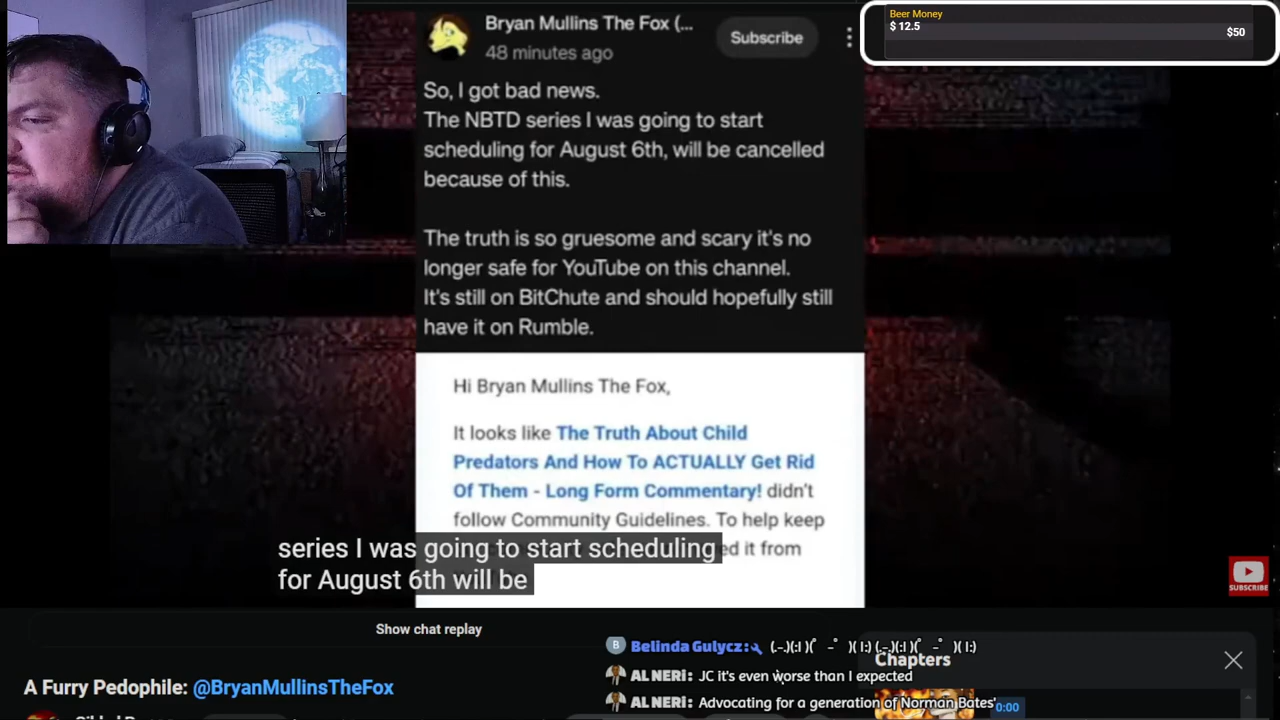 Bryan Mullins The Fox (...
Subscribe
48 minutes ago
So, I got bad news.
The NBTD series I was going to start
scheduling for August 6th, will be cancelled
because of this.
The truth is so gruesome and scary it's no
longer safe for YouTube on this channel.
It's still on BitChute and should hopefully still
have it on Rumble.
Hi Bryan Mullins The Fox,
It looks like The Truth About Child
Predators And How To ACTUALLY Get Rid
Of Them - Long Form Commentary! didn't
follow Community Guidelines. To help keep
ed it from
series I was going to start scheduling
for August 6th will be
Beer Money
$ 12.5
$50
SUBSCRIBE
Show chat replay
A Furry Pedophile: @BryanMullinsTheFox
B Belinda Gulycz:
AL NERI: JC it's even worse than I expected
AL NERI: Advocating for a generation of Norman Bates'
Chapters
0:00